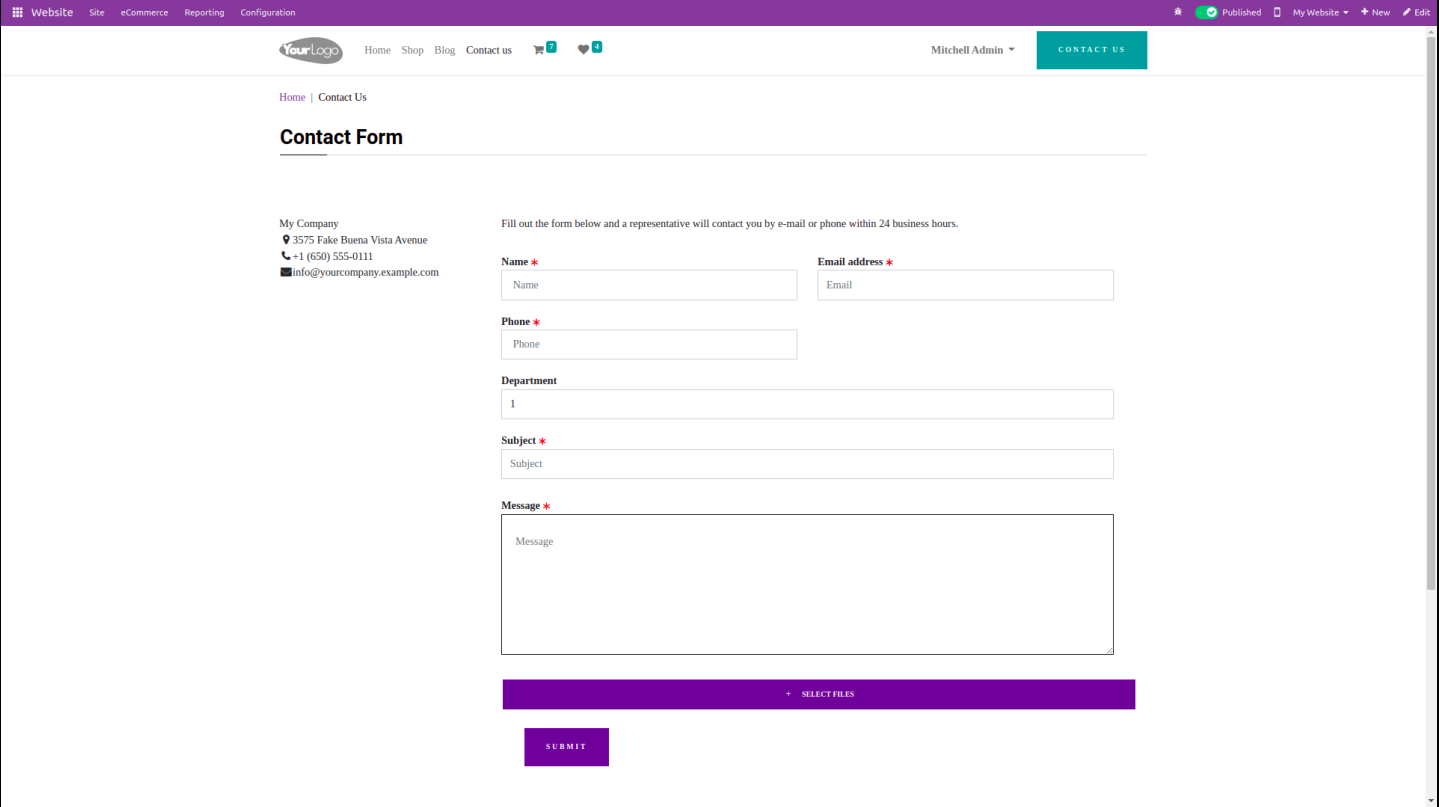 Website Site eCommerce Reporting Configuration Published My Website + New Edit
YourLogo Home Shop Blog Contact us 7 4 Mitchell Admin CONTACT US
Home | Contact Us
Contact Form
My Company
3575 Fake Buena Vista Avenue
+1 (650) 555-0111
info@yourcompany.example.com
Fill out the form below and a representative will contact you by e-mail or phone within 24 business hours.
Name * Email address *
Name Email
Phone *
Phone
Department
1
Subject *
Subject
Message *
Message
+ SELECT FILES
SUBMIT